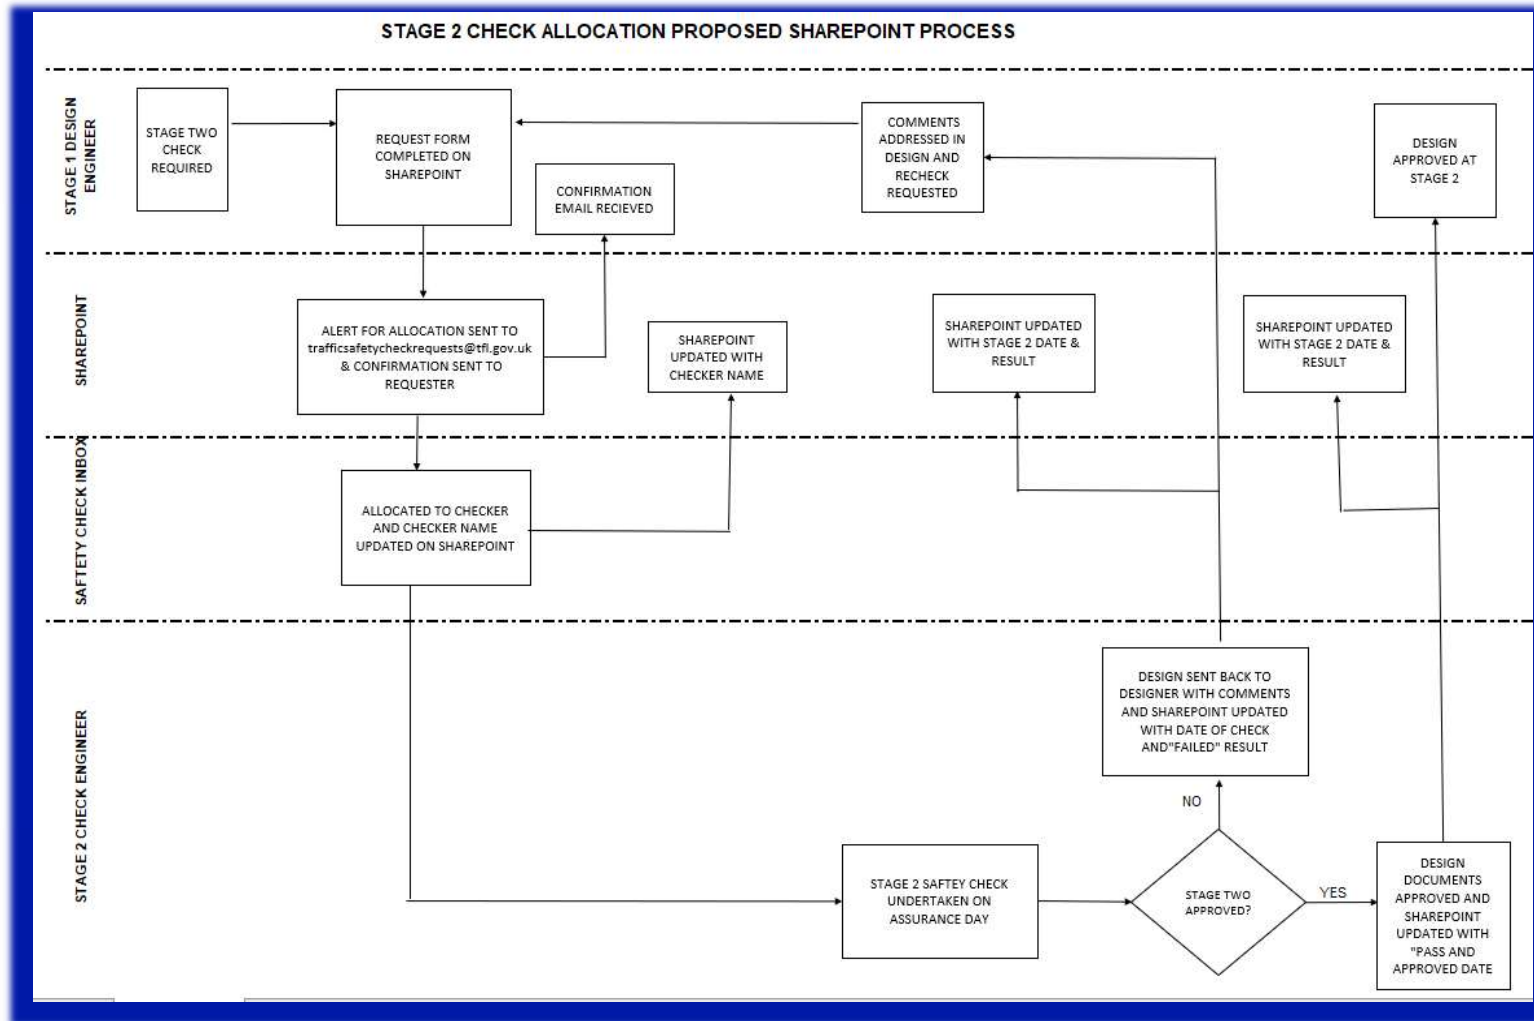 STAGE 2 CHECK ALLOCATION PROPOSED SHAREPOINT PROCESS
STAGE 1 DESIGN
ENGINEER
STAGE TWO
CHECK
REQUIRED
REQUEST FORM
COMPLETED ON
SHAREPOINT
CONFIRMATION
EMAIL RECIEVED
COMMENTS
ADDRESSED IN
DESIGN AND
RECHECK
REQUESTED
DESIGN
APPROVED AT
STAGE 2
SHAREPOINT
ALERT FOR ALLOCATION SENT TO
trafficsafetycheckrequests@tfl.gov.uk
& CONFIRMATION SENT TO
REQUESTER
SHAREPOINT
UPDATED WITH
CHECKER NAME
SHAREPOINT UPDATED
WITH STAGE 2 DATE &
RESULT
SHAREPOINT UPDATED
WITH STAGE 2 DATE &
RESULT
SAFTETY CHECK INBOX
ALLOCATED TO CHECKER
AND CHECKER NAME
UPDATED ON SHAREPOINT
STAGE 2 CHECK ENGINEER
DESIGN SENT BACK TO
DESIGNER WITH COMMENTS
AND SHAREPOINT UPDATED
WITH DATE OF CHECK
AND"FAILED" RESULT
NO
STAGE 2 SAFTEY CHECK
UNDERTAKEN ON
ASSURANCE DAY
STAGE TWO
APPROVED?
YES
DESIGN
DOCUMENTS
APPROVED AND
SHAREPOINT
UPDATED WITH
"PASS AND
APPROVED DATE